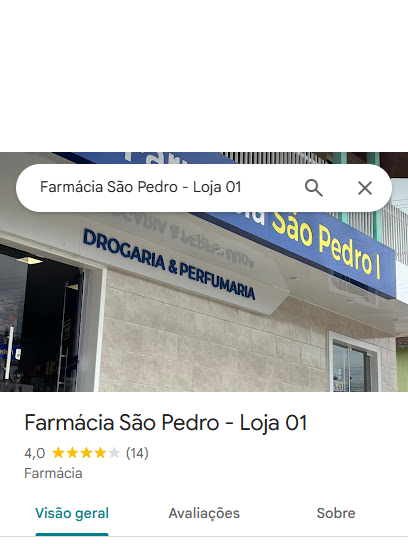 Farmácia São Pedro - Loja 01
São Pedro I
DROGARIA & PERFUMARIA
Farmácia São Pedro - Loja 01
4,0 (14)
Farmácia
Visão geral Avaliações Sobre